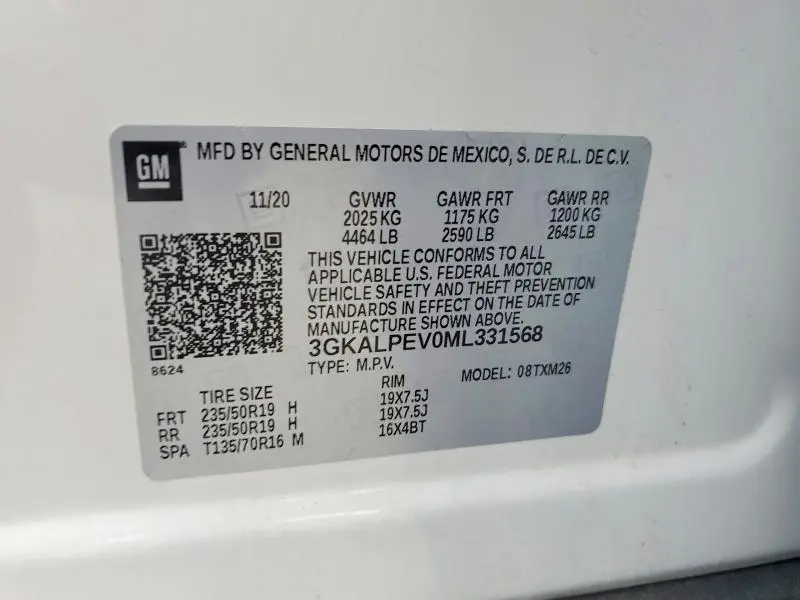 GM MFD BY GENERAL MOTORS DE MEXICO, S. DE R.L. DE C.V.
11/20 GVWR GAWR FRT GAWR RR
2025 KG 1175 KG 1200 KG
4464 LB 2590 LB 2645 LB
THIS VEHICLE CONFORMS TO ALL
APPLICABLE U.S. FEDERAL MOTOR
VEHICLE SAFETY AND THEFT PREVENTION
STANDARDS IN EFFECT ON THE DATE OF
MANUFACTURE SHOWN ABOVE.
3GKALPEV0ML331568
8624
TYPE: M.P.V. MODEL: 08TXM26
TIRE SIZE RIM
FRT 235/50R19 H 19X7.5J
RR 235/50R19 H 19X7.5J
SPA T135/70R16 M 16X4BT